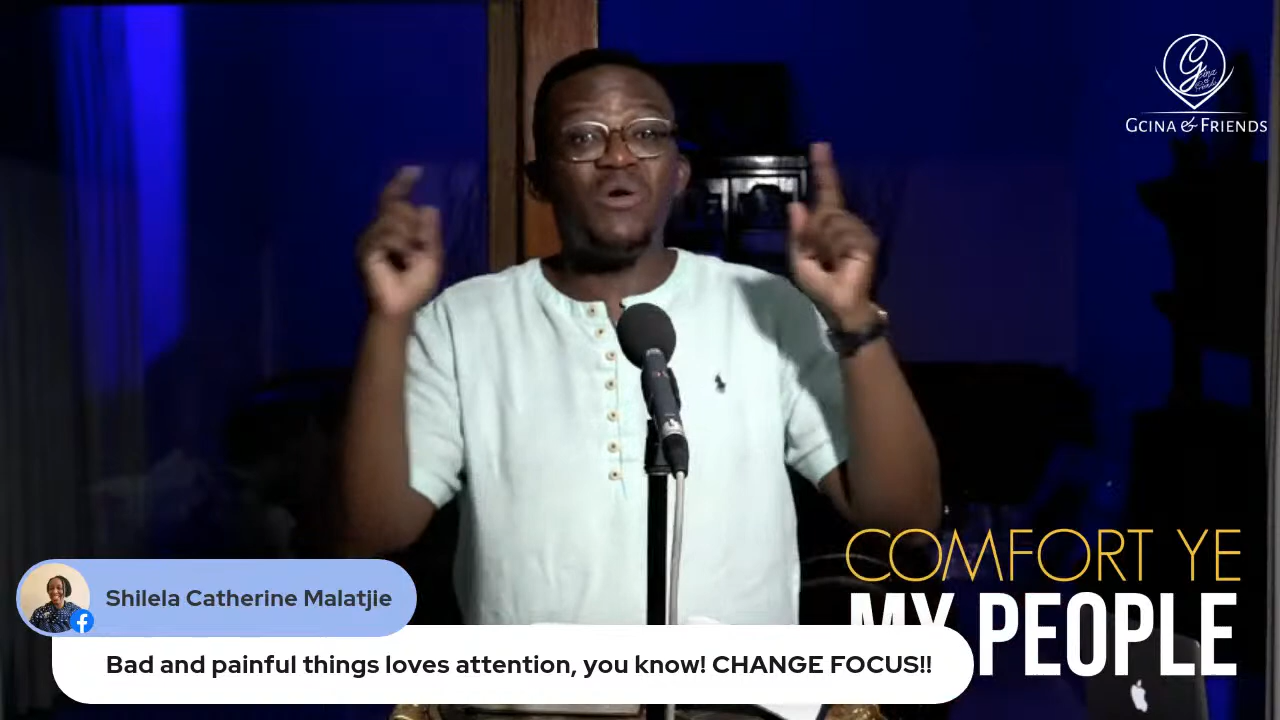 GCINA & FRIENDS
COMFORT YE
MY PEOPLE
Shilela Catherine Malatjie
Bad and painful things loves attention, you know! CHANGE FOCUS!!